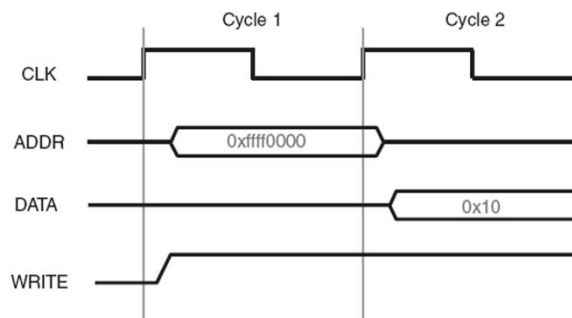 Cycle 1 Cycle 2
CLK
ADDR 0xffff0000
DATA 0x10
WRITE